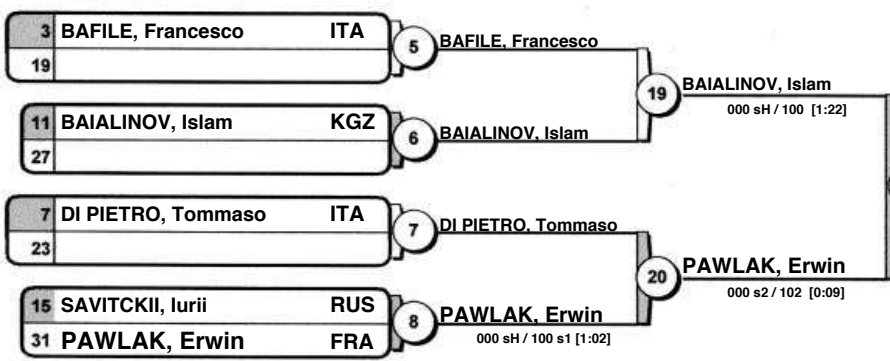 3 BAFILE, Francesco ITA
19
5
BAFILE, Francesco
11 BAIALINOV, Islam KGZ
27
6
BAIALINOV, Islam
19
BAIALINOV, Islam
000 sH / 100 [1:22]
7 DI PIETRO, Tommaso ITA
23
7
DI PIETRO, Tommaso
15 SAVITCKII, Iurii RUS
31 PAWLAK, Erwin FRA
8
PAWLAK, Erwin
000 sH / 100 s1 [1:02]
20
PAWLAK, Erwin
000 s2 / 102 [0:09]